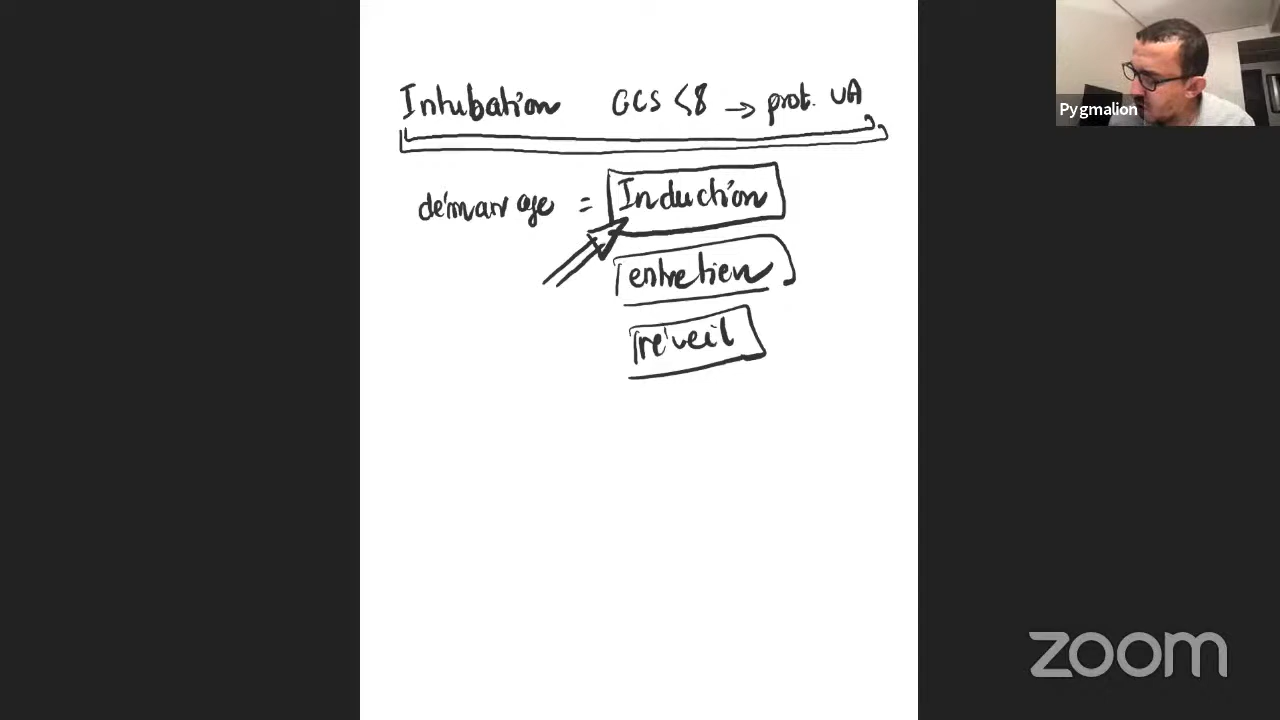 Intubation GCS <8 → prot. VA
démarrage = Induction
entretien
réveil
Pygmalion
zoom